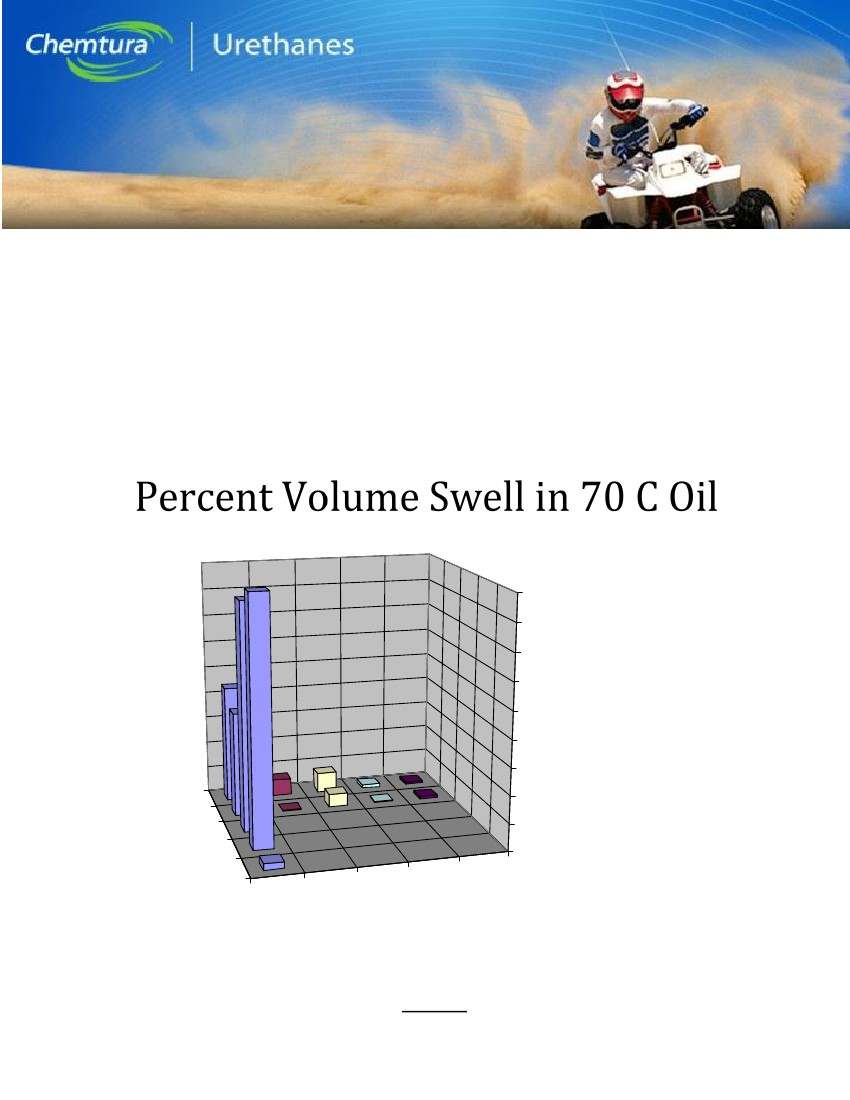 Chemtura | Urethanes
Percent Volume Swell in 70 C Oil